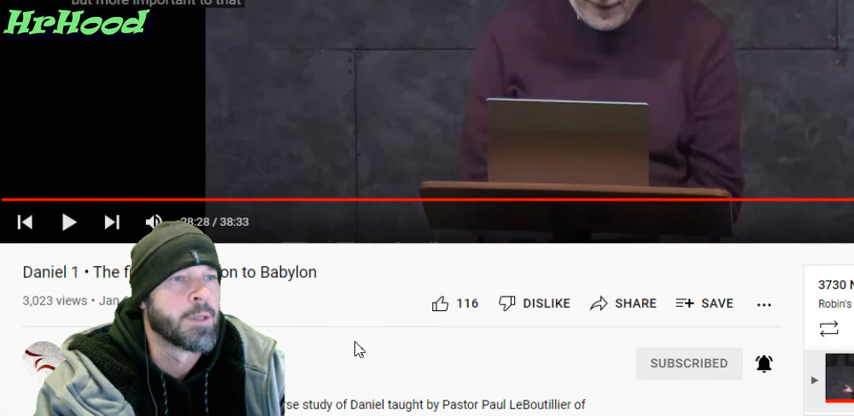 but more important to that
HrHood
38:28 / 38:33
Daniel 1 • The f on to Babylon
3,023 views • Jan
116 DISLIKE SHARE SAVE ...
3730 N
Robin's
SUBSCRIBED
se study of Daniel taught by Pastor Paul LeBoutillier of